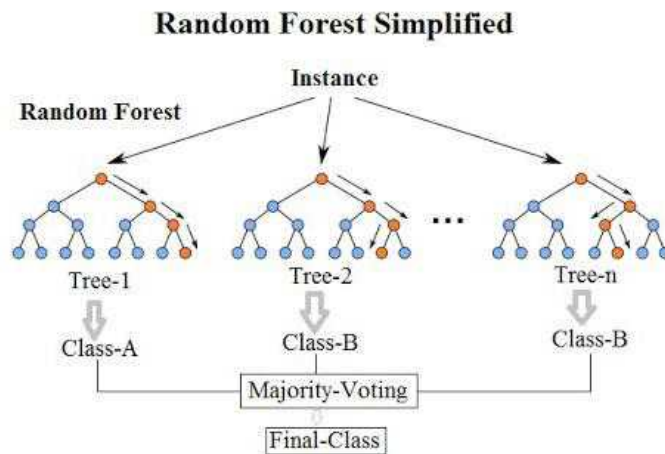 Random Forest Simplified
Instance
Random Forest
...
Tree-1
Tree-2
Tree-n
Class-A
Class-B
Class-B
Majority-Voting
Final-Class